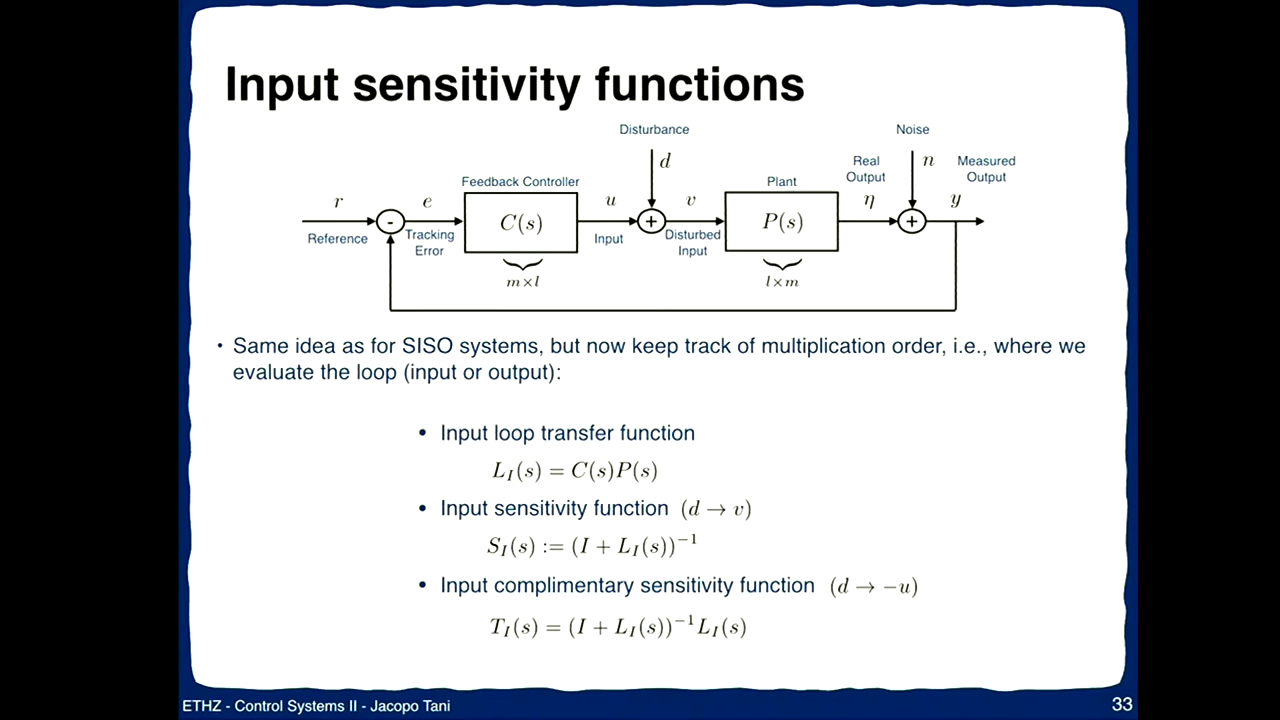 Input sensitivity functions
Disturbance
Noise
d
n
Real
Output
Measured
Output
Feedback Controller
Plant
r
e
u
v
η
y
-
C(s)
+
P(s)
+
Reference
Tracking
Error
Input
Disturbed
Input
m×l
l×m
• Same idea as for SISO systems, but now keep track of multiplication order, i.e., where we
evaluate the loop (input or output):
• Input loop transfer function
L_I(s) = C(s)P(s)
• Input sensitivity function (d → v)
S_I(s) := (I + L_I(s))^{-1}
• Input complimentary sensitivity function (d → −u)
T_I(s) = (I + L_I(s))^{-1}L_I(s)
ETHZ - Control Systems II - Jacopo Tani
33